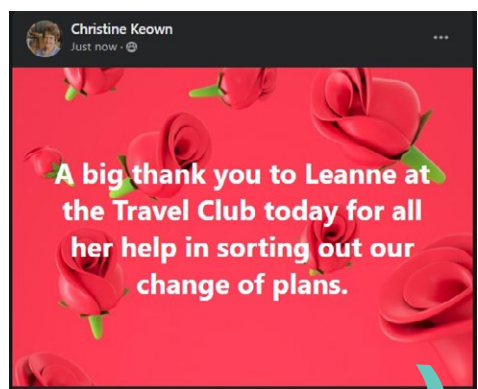 Christine Keown
Just now ·
A big thank you to Leanne at
the Travel Club today for all
her help in sorting out our
change of plans.